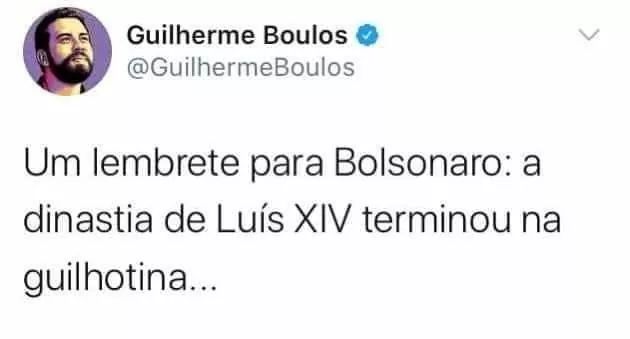 Guilherme Boulos
@GuilhermeBoulos
Um lembrete para Bolsonaro: a
dinastia de Luís XIV terminou na
guilhotina...